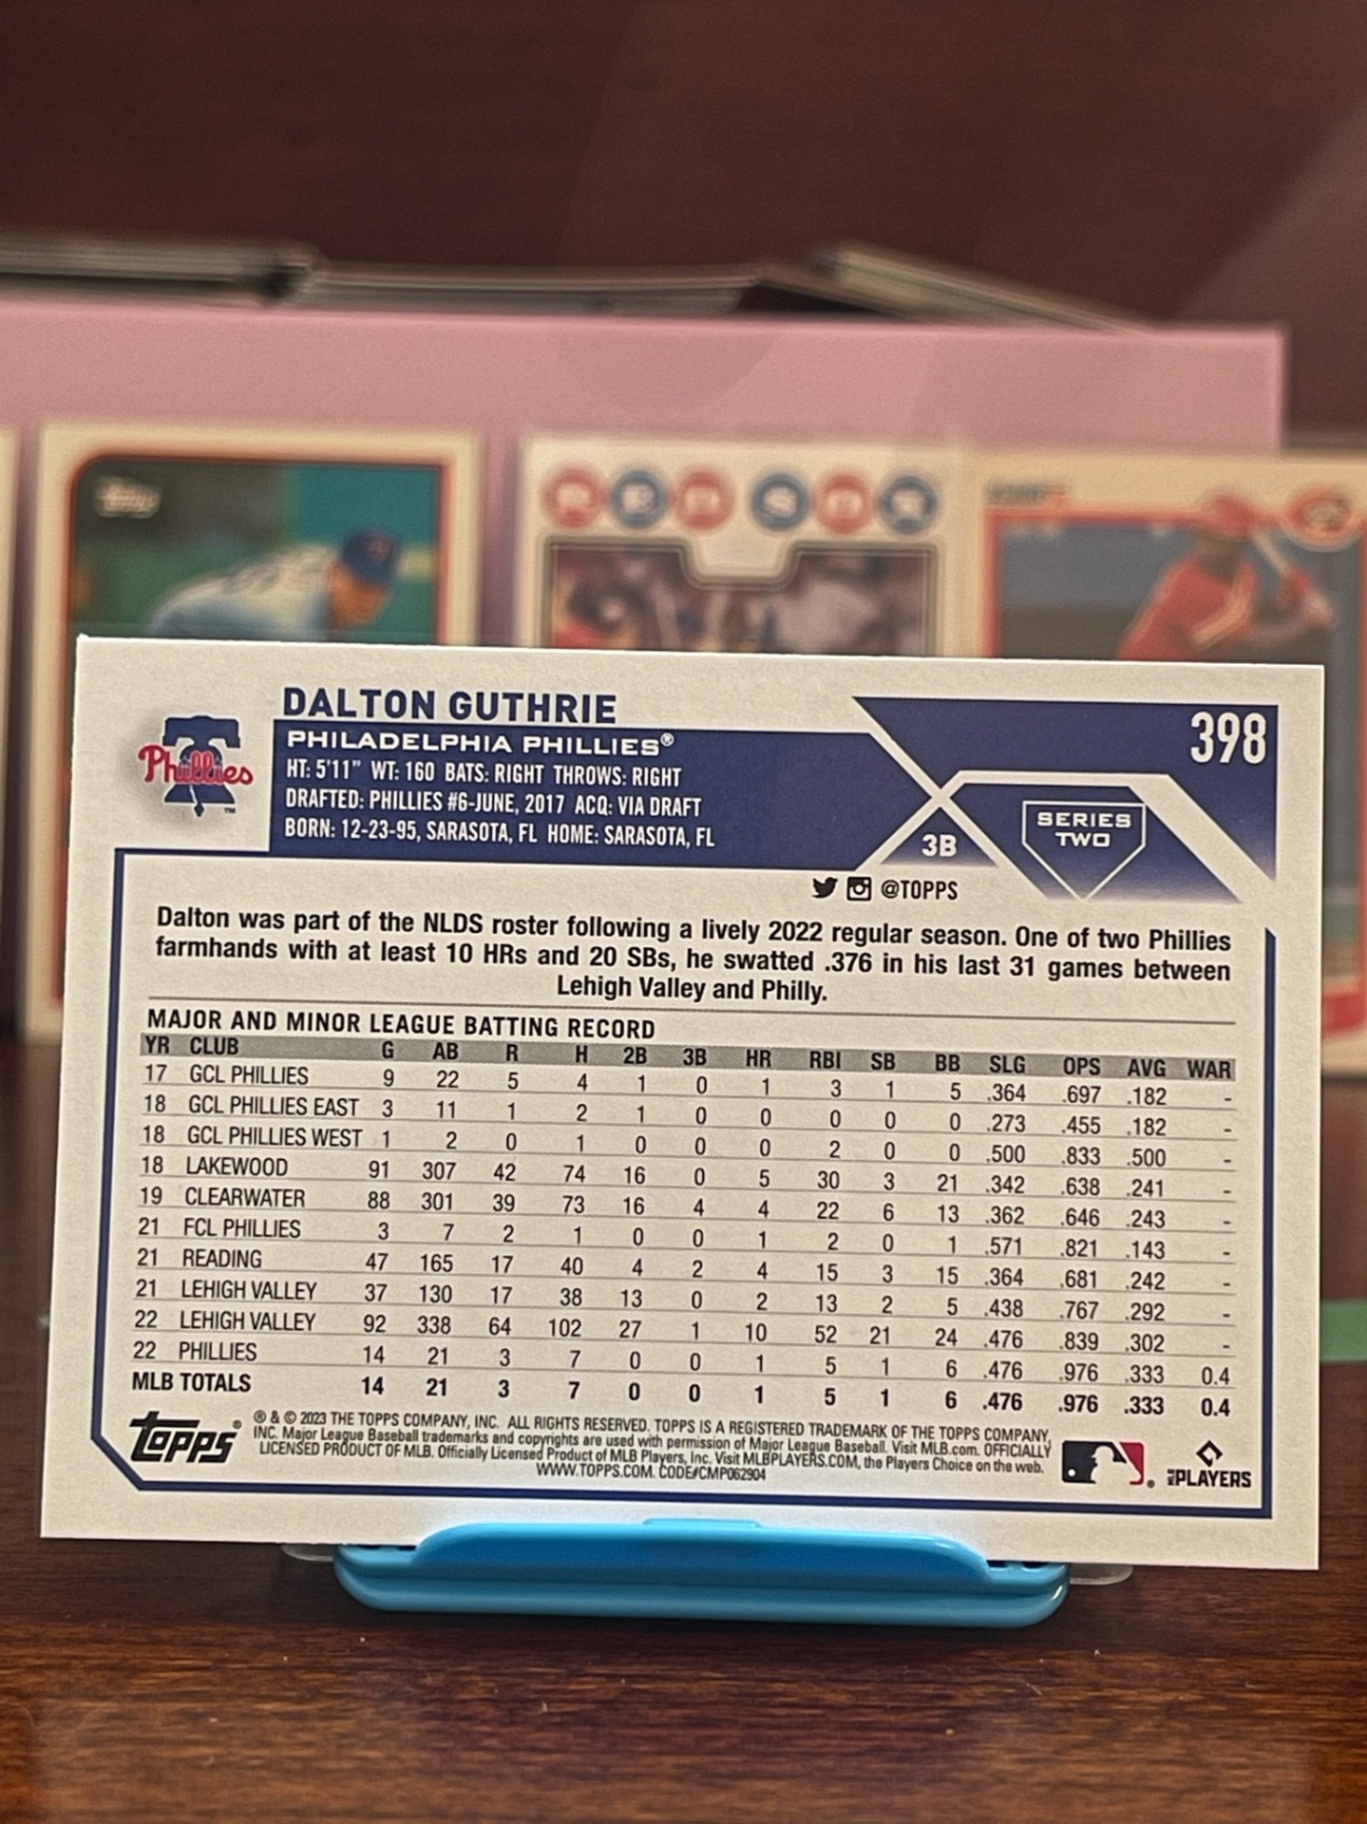 Topps
RED SOX
DALTON GUTHRIE
398
PHILADELPHIA PHILLIES®
Phillies ™
HT: 5'11" WT: 160 BATS: RIGHT THROWS: RIGHT
DRAFTED: PHILLIES #6-JUNE, 2017 ACQ: VIA DRAFT
BORN: 12-23-95, SARASOTA, FL HOME: SARASOTA, FL
3B
SERIES
TWO
@TOPPS
Dalton was part of the NLDS roster following a lively 2022 regular season. One of two Phillies
farmhands with at least 10 HRs and 20 SBs, he swatted .376 in his last 31 games between
Lehigh Valley and Philly.
MAJOR AND MINOR LEAGUE BATTING RECORD
YR CLUB G AB R H 2B 3B HR RBI SB BB SLG OPS AVG WAR
17 GCL PHILLIES 9 22 5 4 1 0 1 3 1 5 .364 .697 .182 -
18 GCL PHILLIES EAST 3 11 1 2 1 0 0 0 0 0 .273 .455 .182 -
18 GCL PHILLIES WEST 1 2 0 1 0 0 0 2 0 0 .500 .833 .500 -
18 LAKEWOOD 91 307 42 74 16 0 5 30 3 21 .342 .638 .241 -
19 CLEARWATER 88 301 39 73 16 4 4 22 6 13 .362 .646 .243 -
21 FCL PHILLIES 3 7 2 1 0 0 1 2 0 1 .571 .821 .143 -
21 READING 47 165 17 40 4 2 4 15 3 15 .364 .681 .242 -
21 LEHIGH VALLEY 37 130 17 38 13 0 2 13 2 5 .438 .767 .292 -
22 LEHIGH VALLEY 92 338 64 102 27 1 10 52 21 24 .476 .839 .302 -
22 PHILLIES 14 21 3 7 0 0 1 5 1 6 .476 .976 .333 0.4
MLB TOTALS 14 21 3 7 0 0 1 5 1 6 .476 .976 .333 0.4
Topps®
® & © 2023 THE TOPPS COMPANY, INC. ALL RIGHTS RESERVED. TOPPS IS A REGISTERED TRADEMARK OF THE TOPPS COMPANY,
INC. Major League Baseball trademarks and copyrights are used with permission of Major League Baseball. Visit MLB.com. OFFICIALLY
LICENSED PRODUCT OF MLB. Officially Licensed Product of MLB Players, Inc. Visit MLBPLAYERS.COM, the Players Choice on the web.
WWW.TOPPS.COM. CODE#CMP062904
MLB PLAYERS